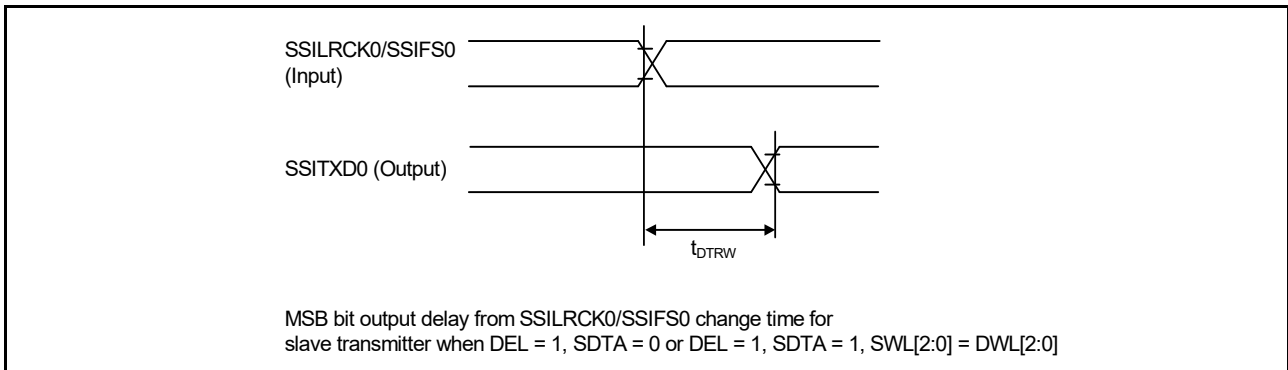 SSILRCK0/SSIFS0
(Input)
SSITXD0 (Output)
tDTRW
MSB bit output delay from SSILRCK0/SSIFS0 change time for
slave transmitter when DEL = 1, SDTA = 0 or DEL = 1, SDTA = 1, SWL[2:0] = DWL[2:0]